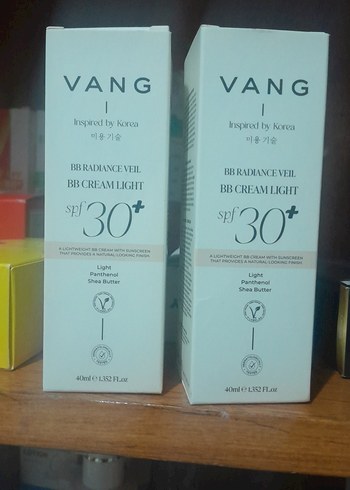 VANG
Inspired by Korea
미용 기술
BB RADIANCE VEIL
BB CREAM LIGHT
spf 30+
A LIGHTWEIGHT BB CREAM WITH SUNSCREEN
THAT PROVIDES A NATURAL LOOKING FINISH
Light
Panthenol
Shea Butter
40ml e 1.352 Fl.oz
VANG
Inspired by Korea
미용 기술
BB RADIANCE VEIL
BB CREAM LIGHT
spf 30+
A LIGHTWEIGHT BB CREAM WITH SUNSCREEN
THAT PROVIDES A NATURAL LOOKING FINISH
Light
Panthenol
Shea Butter
40ml e 1.352 Fl.oz